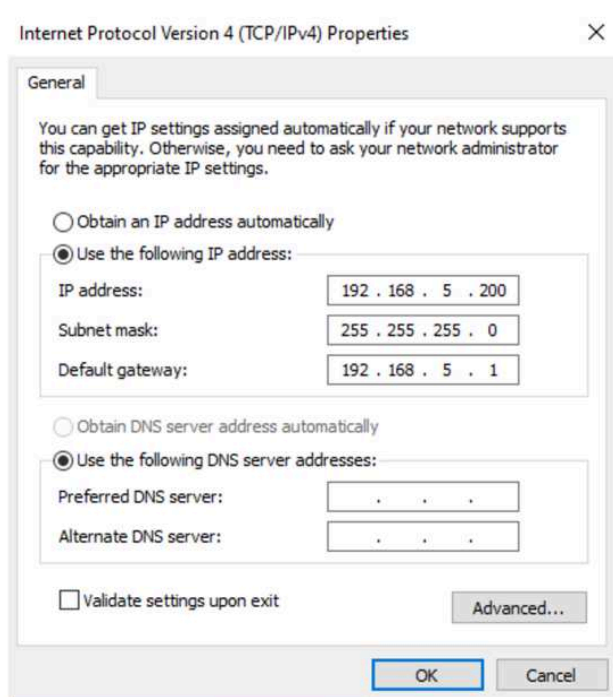 Internet Protocol Version 4 (TCP/IPv4) Properties
General
You can get IP settings assigned automatically if your network supports
this capability. Otherwise, you need to ask your network administrator
for the appropriate IP settings.
Obtain an IP address automatically
Use the following IP address:
IP address: 192 . 168 . 5 . 200
Subnet mask: 255 . 255 . 255 . 0
Default gateway: 192 . 168 . 5 . 1
Obtain DNS server address automatically
Use the following DNS server addresses:
Preferred DNS server: . . .
Alternate DNS server: . . .
Validate settings upon exit
Advanced...
OK Cancel